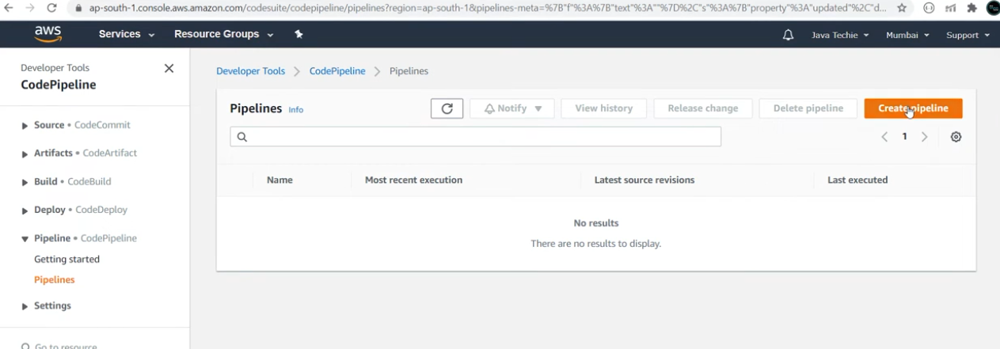 ap-south-1.console.aws.amazon.com/codesuite/codepipeline/pipelines?region=ap-south-1&pipelines-meta=%7B"f"%3A%7B"text"%3A""%7D%2C"s"%3A%7B"property"%3A"updated"%2C"d...
aws Services Resource Groups Java Techie Mumbai Support
Developer Tools
CodePipeline
Source • CodeCommit
Artifacts • CodeArtifact
Build • CodeBuild
Deploy • CodeDeploy
Pipeline • CodePipeline
Getting started
Pipelines
Settings
Go to resource
Developer Tools > CodePipeline > Pipelines
Pipelines Info Notify View history Release change Delete pipeline Create pipeline
1
Name Most recent execution Latest source revisions Last executed
No results
There are no results to display.